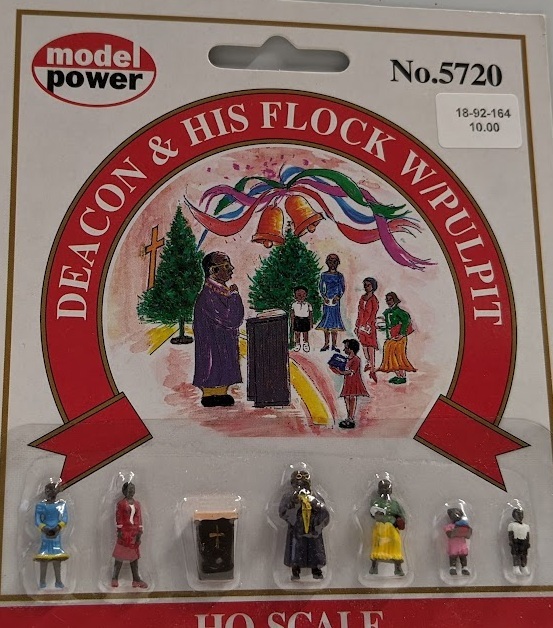 model
power
No.5720
18-92-164
10.00
DEACON & HIS FLOCK W/PULPIT
HO SCALE